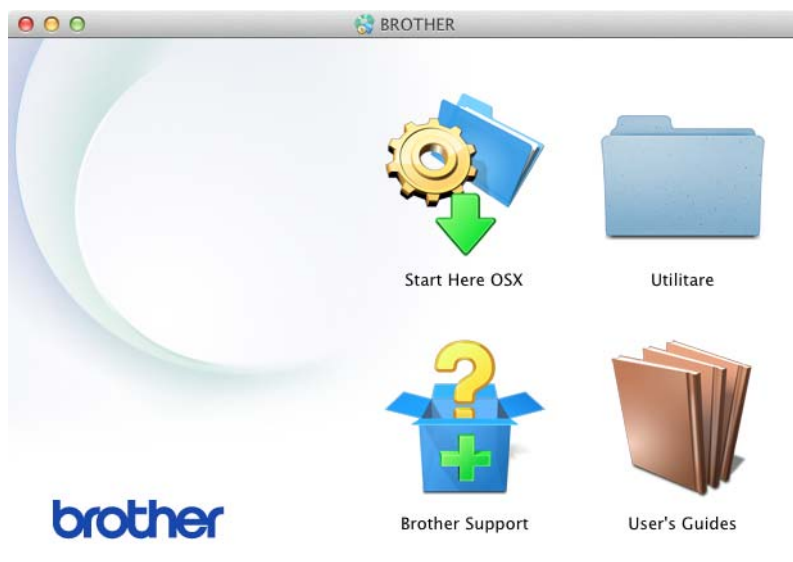 BROTHER
Start Here OSX
Utilitare
Brother Support
User's Guides
brother